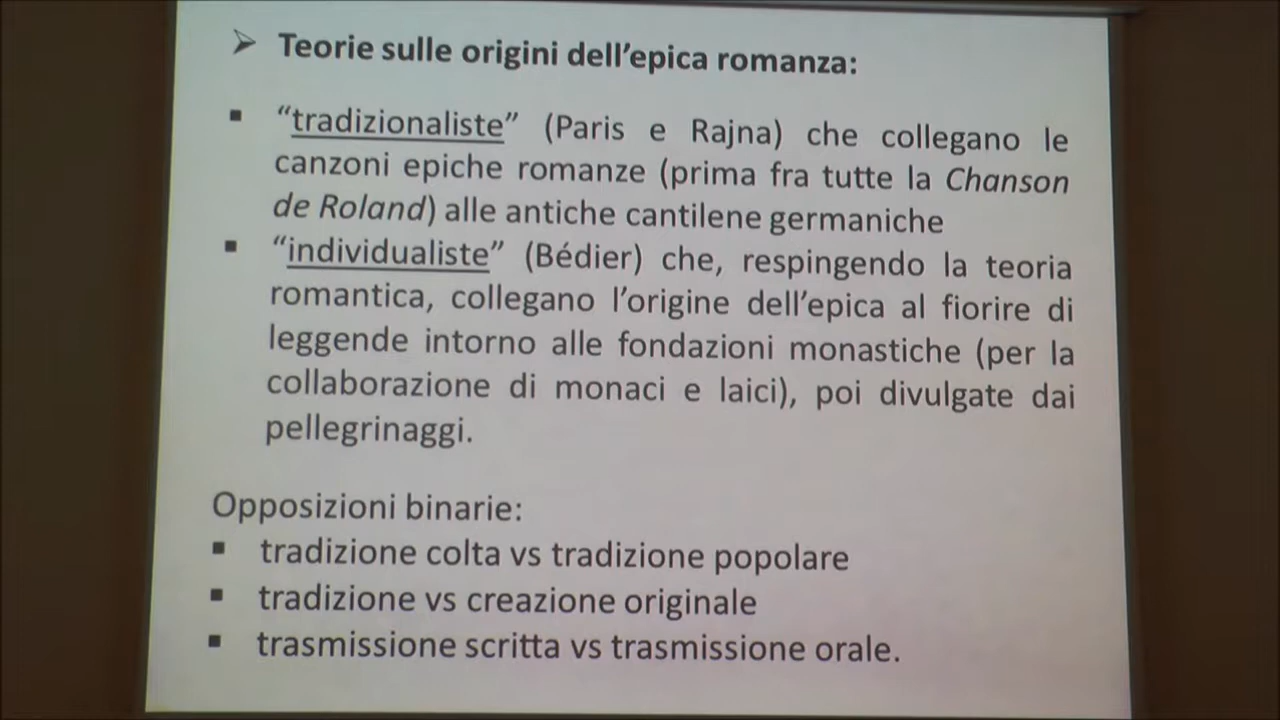 ➢ Teorie sulle origini dell'epica romanza:
▪ "tradizionaliste" (Paris e Rajna) che collegano le
canzoni epiche romanze (prima fra tutte la Chanson
de Roland) alle antiche cantilene germaniche
▪ "individualiste" (Bédier) che, respingendo la teoria
romantica, collegano l'origine dell'epica al fiorire di
leggende intorno alle fondazioni monastiche (per la
collaborazione di monaci e laici), poi divulgate dai
pellegrinaggi.
Opposizioni binarie:
▪ tradizione colta vs tradizione popolare
▪ tradizione vs creazione originale
▪ trasmissione scritta vs trasmissione orale.